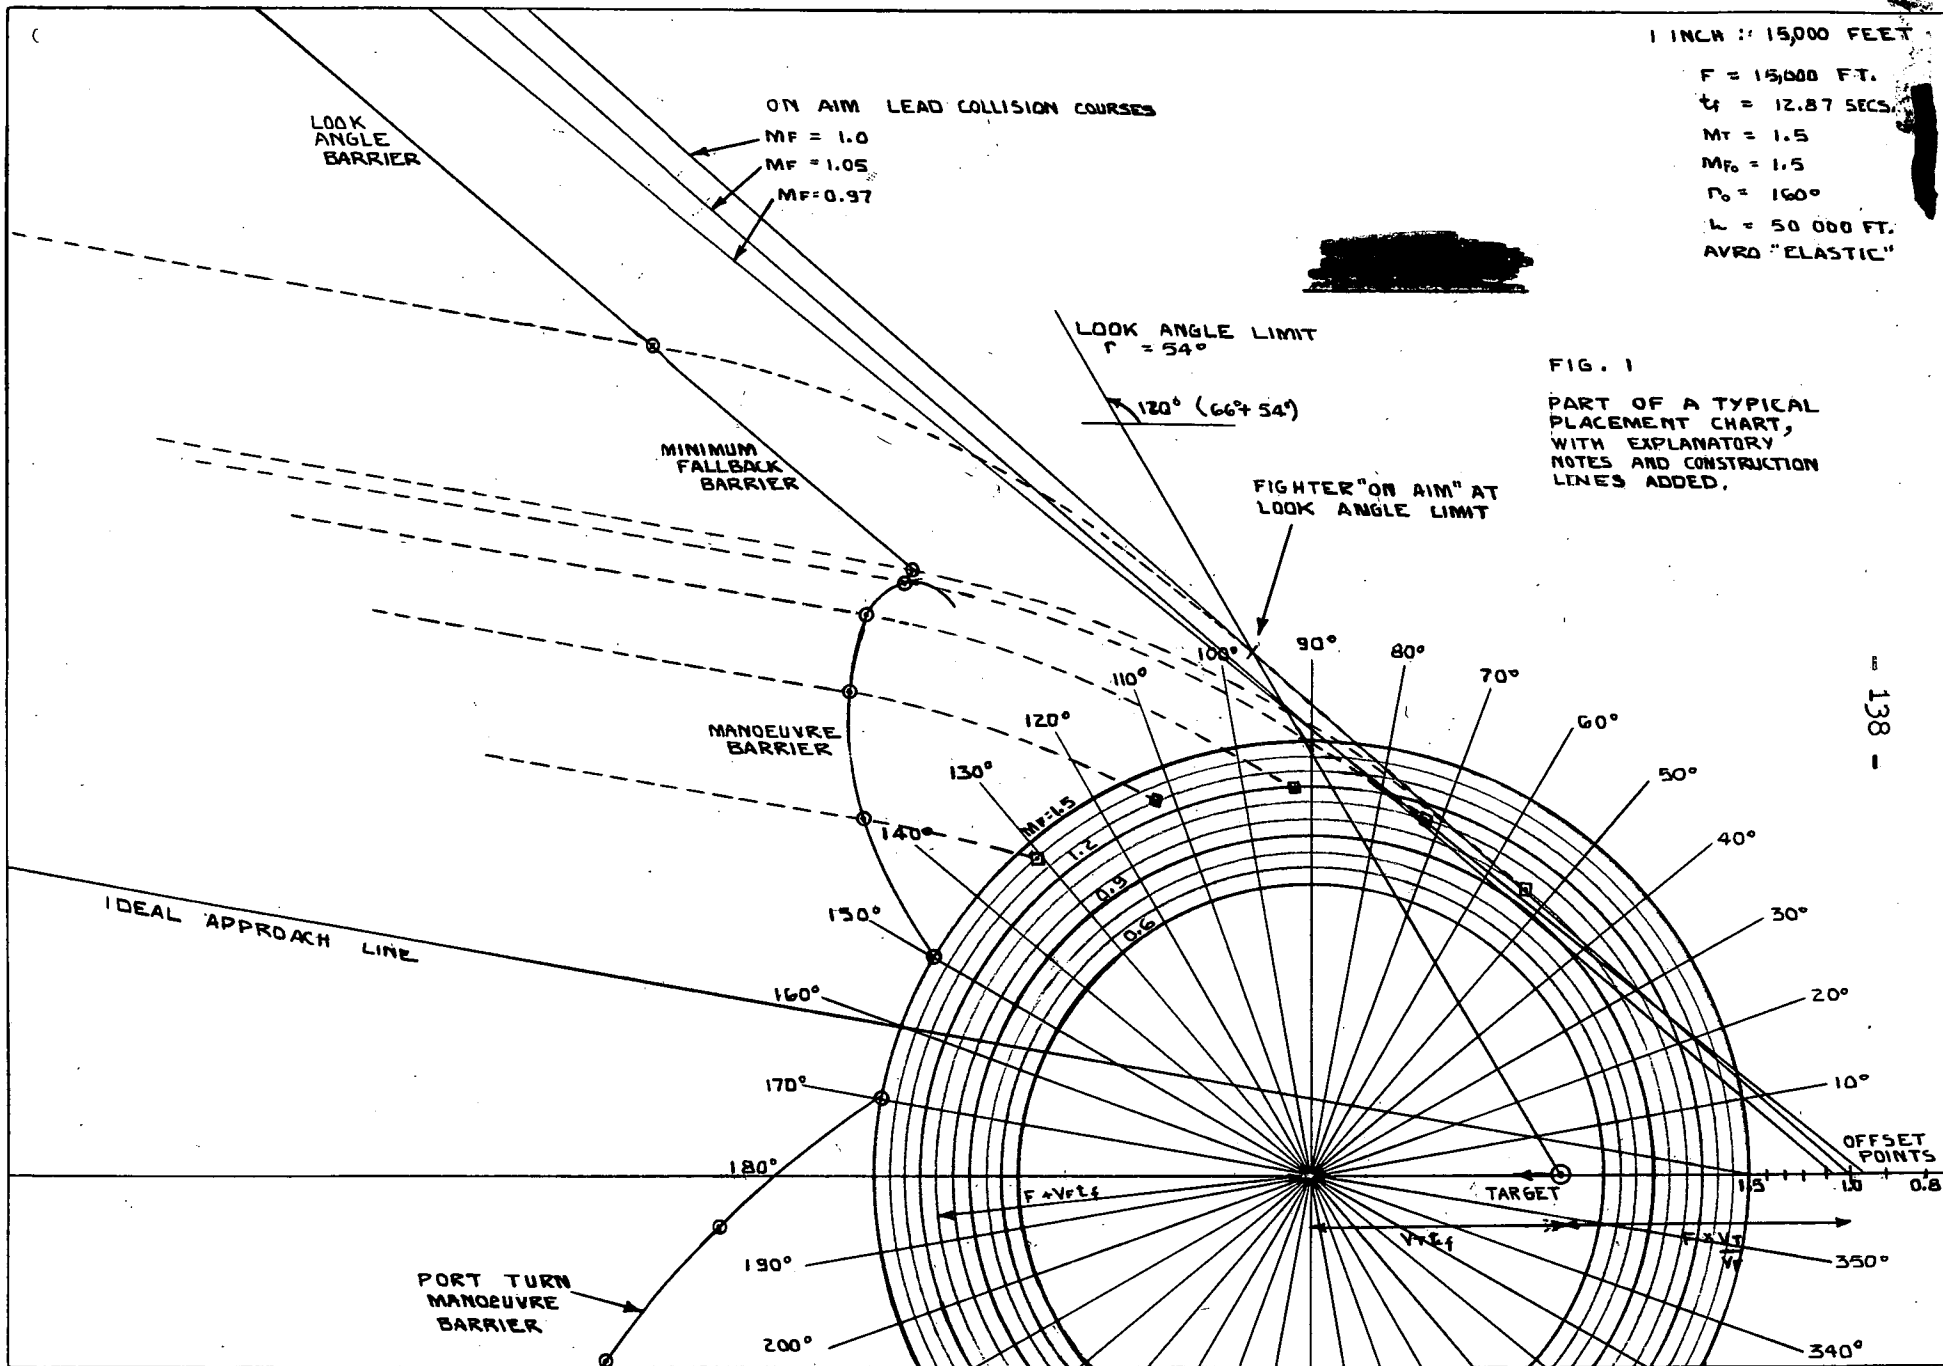 1 INCH :: 15,000 FEET
F = 15,000 FT.
tf = 12.87 SECS.
MT = 1.5
MFo = 1.5
Γo = 160°
h = 50 000 FT.
AVRO "ELASTIC"
ON AIM LEAD COLLISION COURSES
MF = 1.0
MF = 1.05
MF = 0.97
LOOK
ANGLE
BARRIER
LOOK ANGLE LIMIT
Γ = 54°
120° (66°+ 54°)
FIG. 1
PART OF A TYPICAL
PLACEMENT CHART,
WITH EXPLANATORY
NOTES AND CONSTRUCTION
LINES ADDED.
MINIMUM
FALLBACK
BARRIER
FIGHTER "ON AIM" AT
LOOK ANGLE LIMIT
- 138 -
MANOEUVRE
BARRIER
90°
100°
80°
110°
70°
120°
60°
130°
50°
140°
40°
150°
30°
160°
20°
170°
10°
180°
190°
350°
200°
340°
MF=1.5
1.2
0.9
0.6
IDEAL APPROACH LINE
OFFSET
POINTS
1.5
1.0
0.8
TARGET
F + VFtf
VTtf
F × VT
VF
PORT TURN
MANOEUVRE
BARRIER